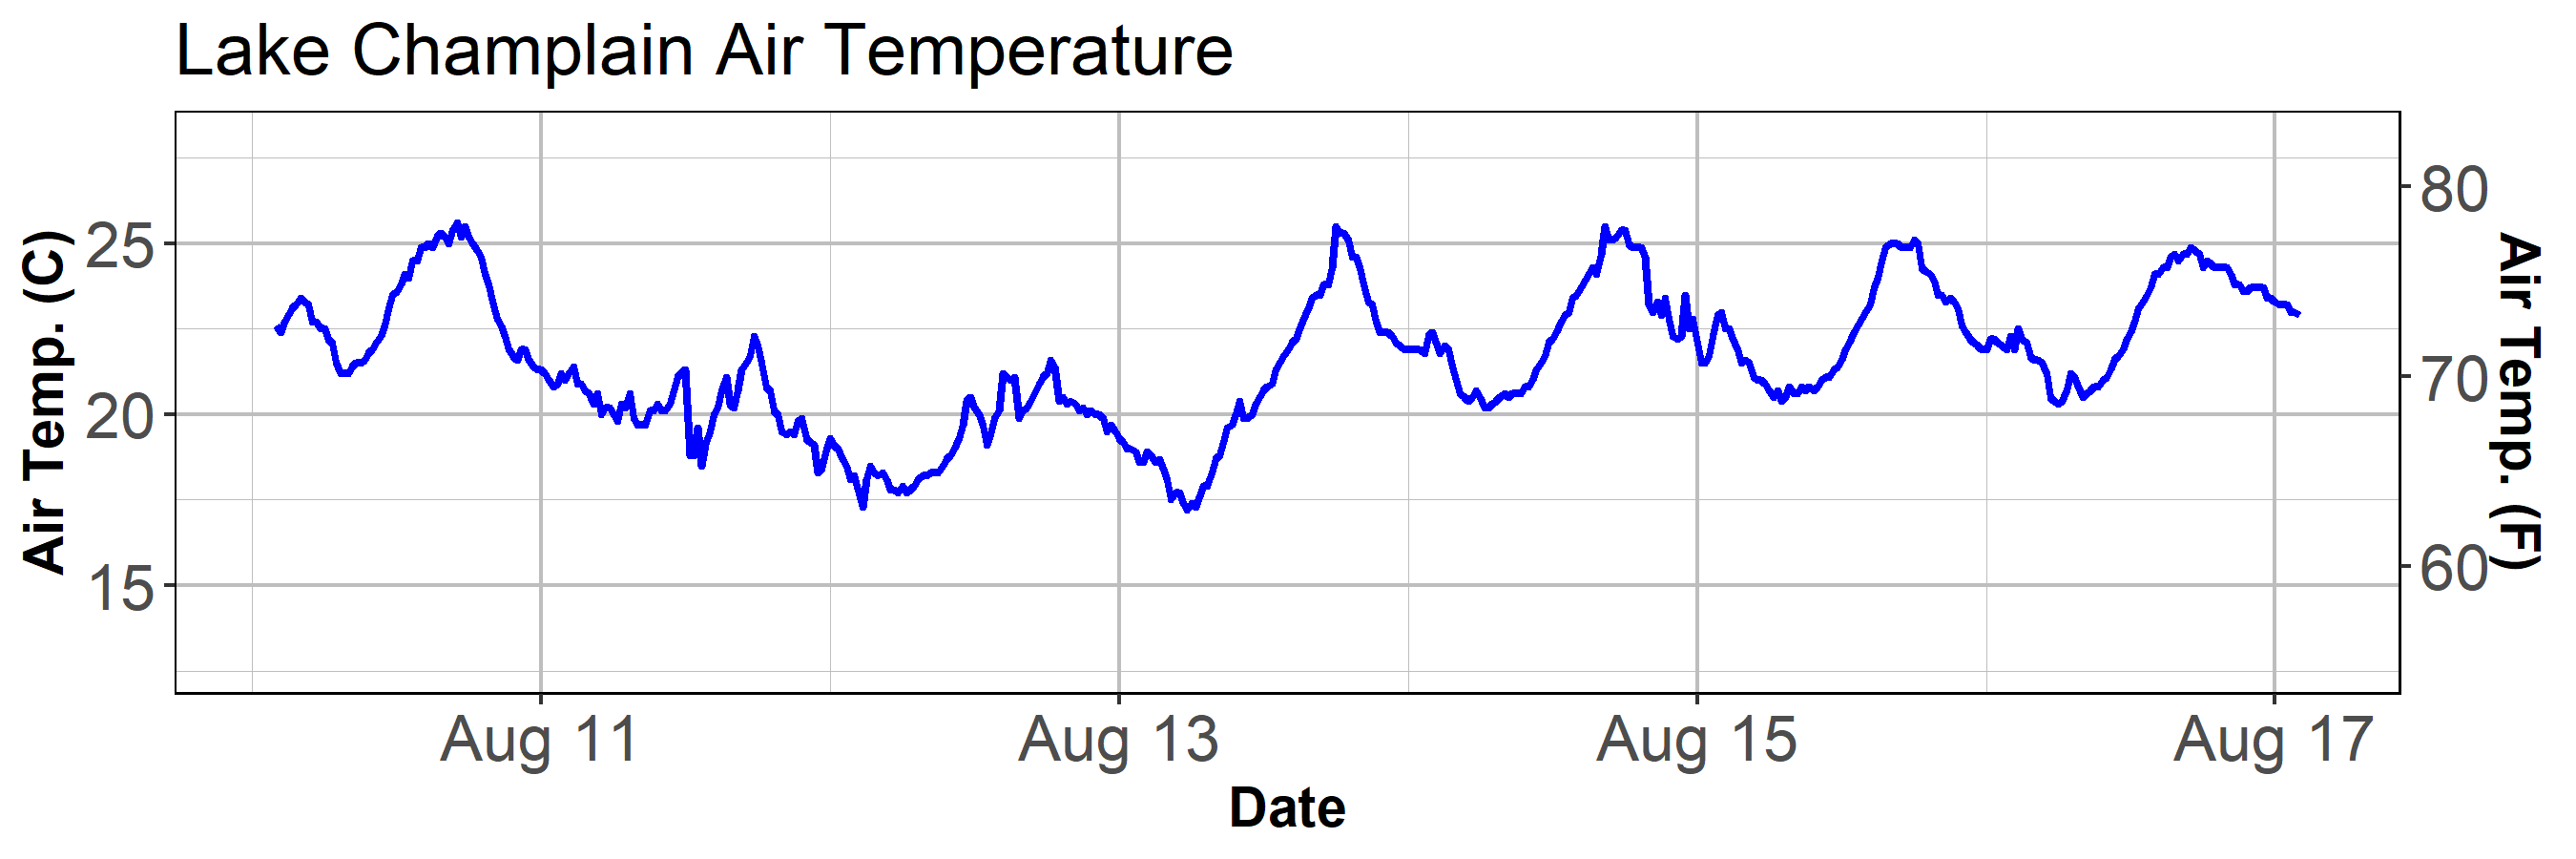 Lake Champlain Air Temperature
Air Temp. (C)
25
20
15
80
70
60
Air Temp. (F)
Aug 11
Aug 13
Aug 15
Aug 17
Date